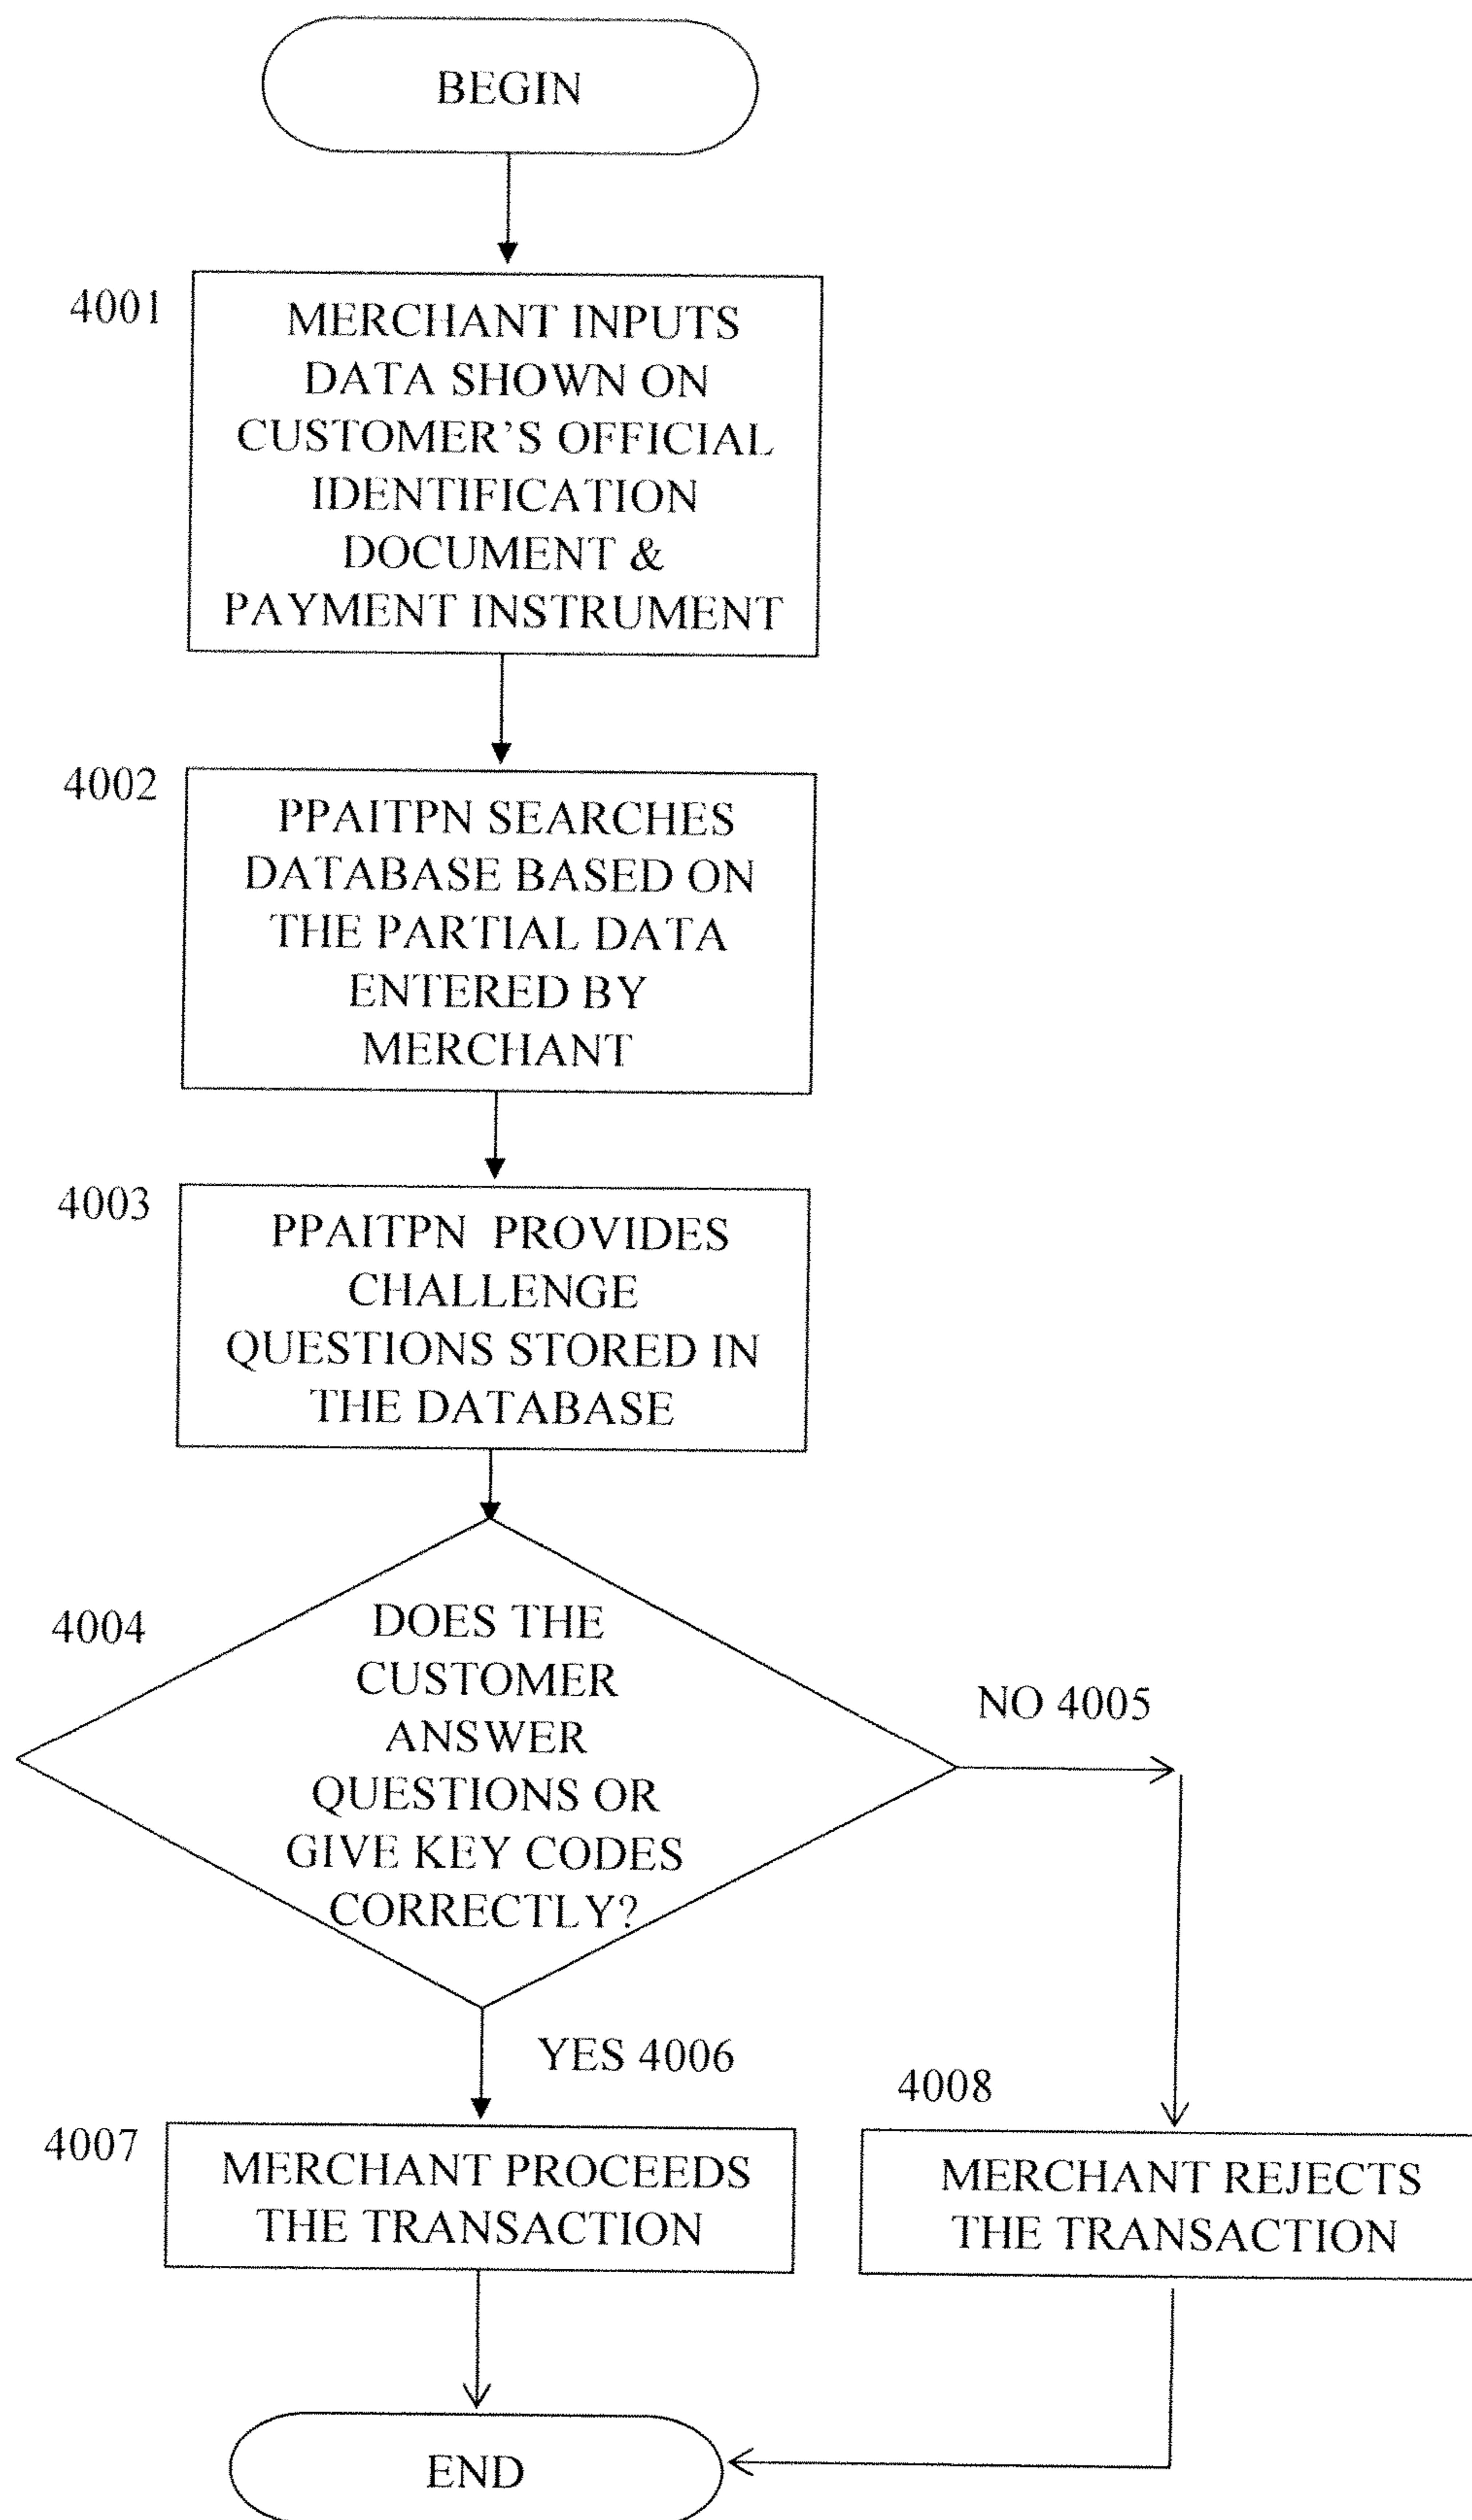 BEGIN
4001
MERCHANT INPUTS
DATA SHOWN ON
CUSTOMER'S OFFICIAL
IDENTIFICATION
DOCUMENT &
PAYMENT INSTRUMENT
4002
PPAITPN SEARCHES
DATABASE BASED ON
THE PARTIAL DATA
ENTERED BY
MERCHANT
4003
PPAITPN PROVIDES
CHALLENGE
QUESTIONS STORED IN
THE DATABASE
4004
DOES THE
CUSTOMER
ANSWER
QUESTIONS OR
GIVE KEY CODES
CORRECTLY?
NO 4005
YES 4006
4007
MERCHANT PROCEEDS
THE TRANSACTION
4008
MERCHANT REJECTS
THE TRANSACTION
END